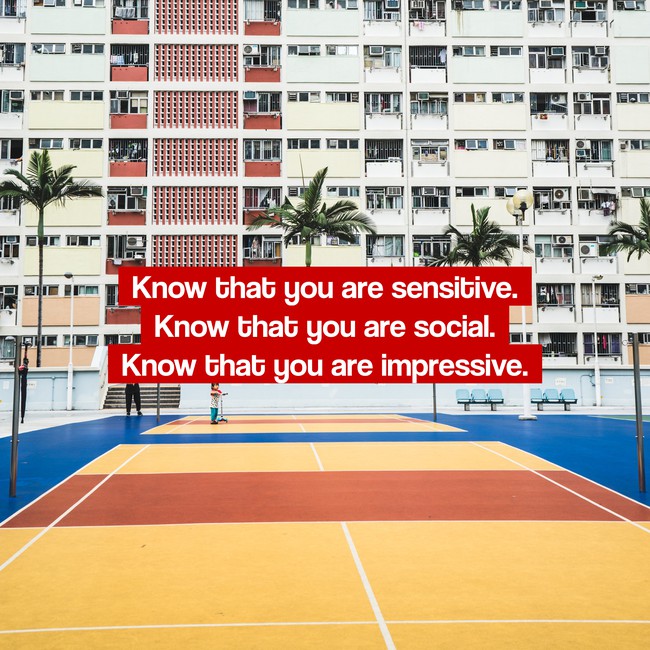 Know that you are sensitive.
Know that you are social.
Know that you are impressive.